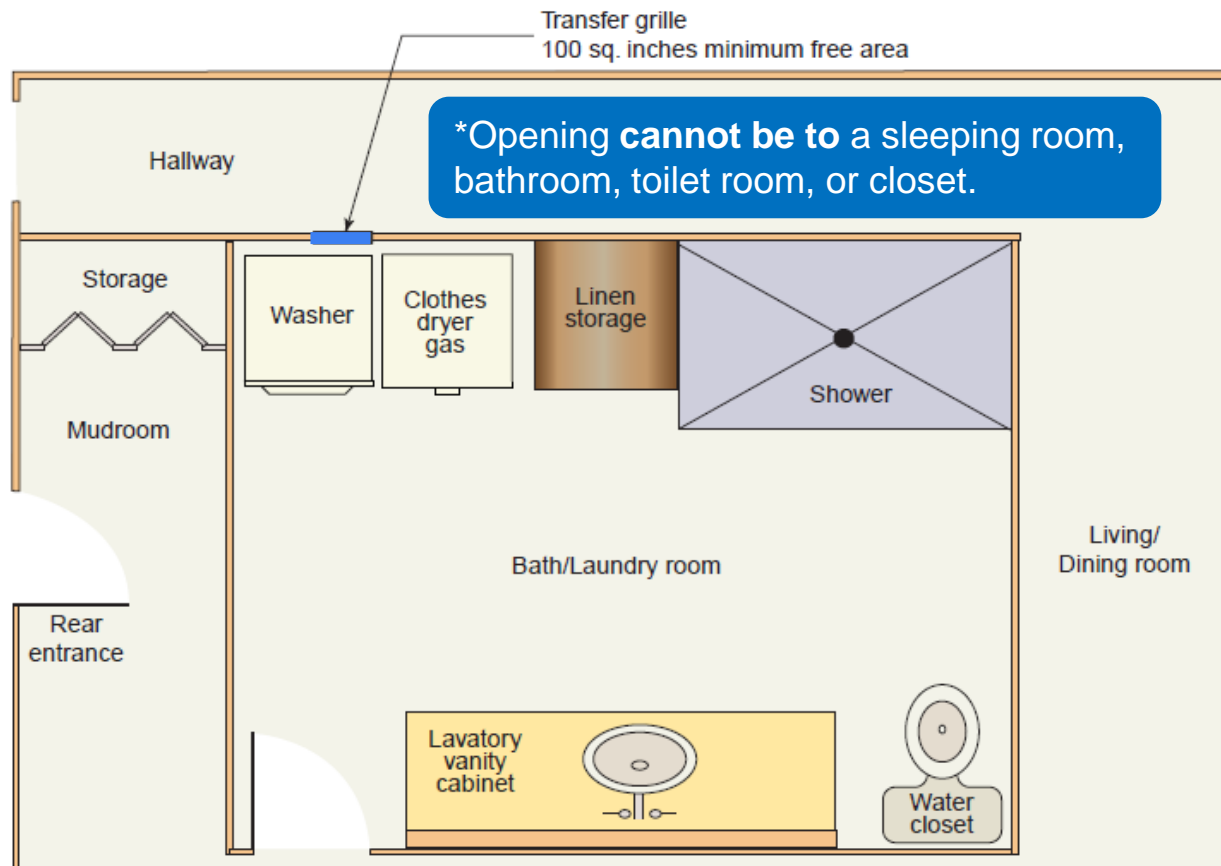 Transfer grille
100 sq. inches minimum free area
*Opening cannot be to a sleeping room,
bathroom, toilet room, or closet.
Hallway
Storage
Washer
Clothes
dryer
gas
Linen
storage
Shower
Mudroom
Bath/Laundry room
Living/
Dining room
Rear
entrance
Lavatory
vanity
cabinet
Water
closet